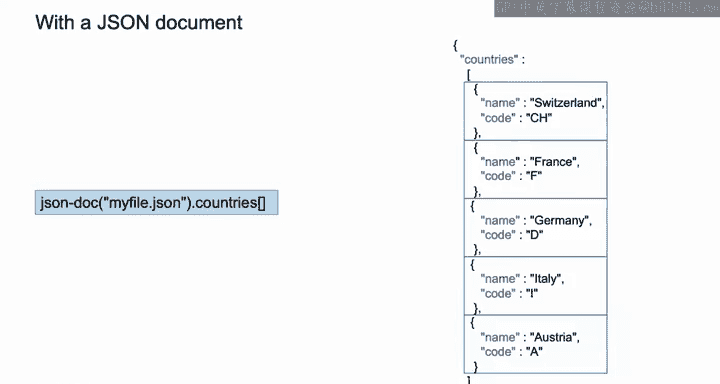 With a JSON document
json-doc("myfile.json").countries[]
{
"countries" :
[
{
"name" : "Switzerland",
"code" : "CH"
},
{
"name" : "France",
"code" : "F"
},
{
"name" : "Germany",
"code" : "D"
},
{
"name" : "Italy",
"code" : "I"
},
{
"name" : "Austria",
"code" : "A"
}
]